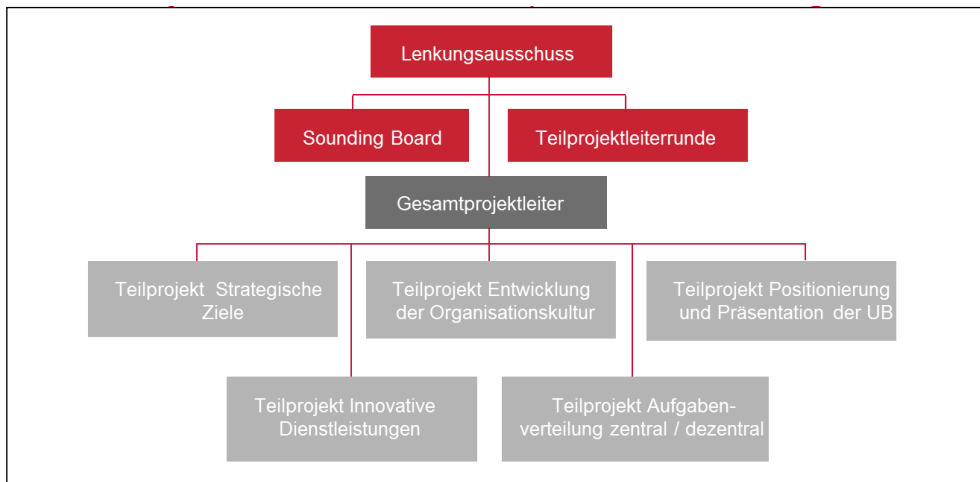 Lenkungsausschuss
Sounding Board
Teilprojektleiterrunde
Gesamtprojektleiter
Teilprojekt Strategische
Ziele
Teilprojekt Entwicklung
der Organisationskultur
Teilprojekt Positionierung
und Präsentation der UB
Teilprojekt Innovative
Dienstleistungen
Teilprojekt Aufgaben-
verteilung zentral / dezentral